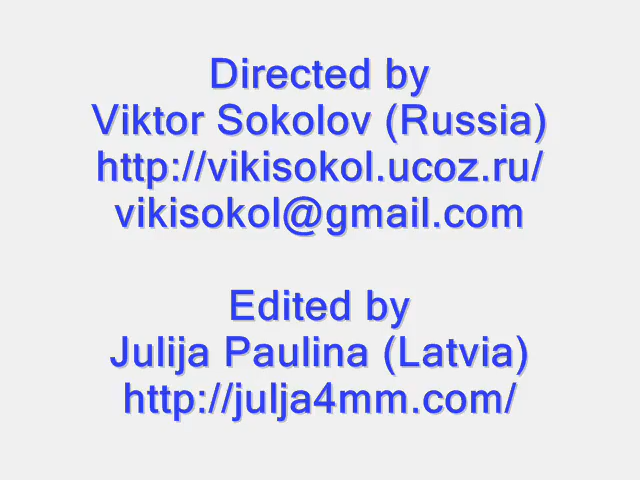 Directed by
Viktor Sokolov (Russia)
http://vikisokol.ucoz.ru/
vikisokol@gmail.com
Edited by
Julija Paulina (Latvia)
http://julja4mm.com/